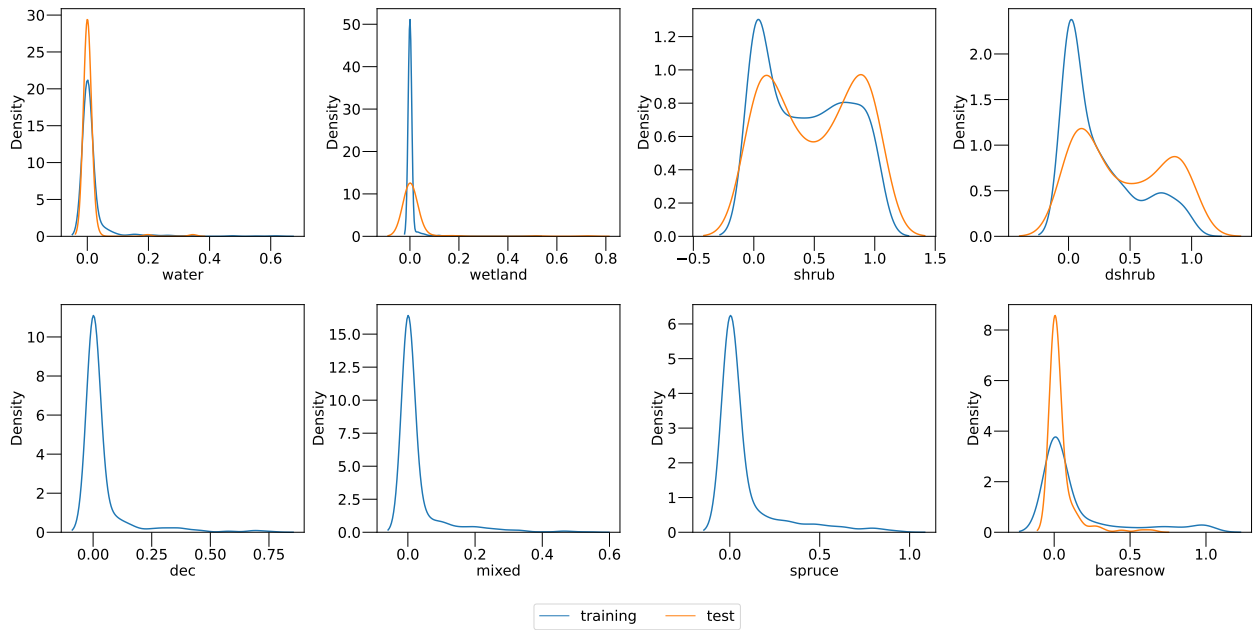 30
25
20
15
10
5
0
Density
0.0 0.2 0.4 0.6
water
50
40
30
20
10
0
Density
0.0 0.2 0.4 0.6 0.8
wetland
1.2
1.0
0.8
0.6
0.4
0.2
0.0
Density
−0.5 0.0 0.5 1.0 1.5
shrub
2.0
1.5
1.0
0.5
0.0
Density
0.0 0.5 1.0
dshrub
10
8
6
4
2
0
Density
0.00 0.25 0.50 0.75
dec
15.0
12.5
10.0
7.5
5.0
2.5
0.0
Density
0.0 0.2 0.4 0.6
mixed
6
5
4
3
2
1
0
Density
0.0 0.5 1.0
spruce
8
6
4
2
0
Density
0.0 0.5 1.0
baresnow
training test